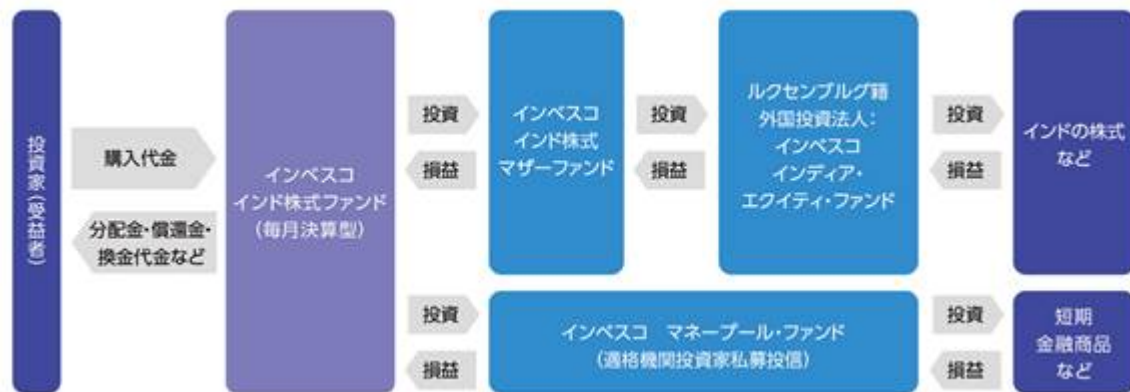 投資家(受益者)
購入代金
分配金・償還金・
換金代金など
インベスコ
インド株式ファンド
(毎月決算型)
投資
損益
インベスコ
インド株式
マザーファンド
投資
損益
ルクセンブルグ籍
外国投資法人:
インベスコ
インディア・
エクイティ・ファンド
投資
損益
インドの株式
など
投資
損益
インベスコ　マネープール・ファンド
(適格機関投資家私募投信)
投資
損益
短期
金融商品
など